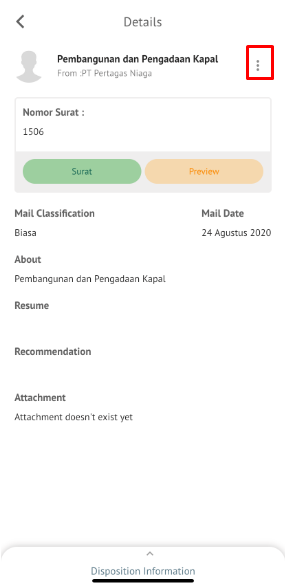 Details
Pembangunan dan Pengadaan Kapal
From :PT Pertagas Niaga
Nomor Surat :
1506
Surat
Preview
Mail Classification
Mail Date
Biasa
24 Agustus 2020
About
Pembangunan dan Pengadaan Kapal
Resume
Recommendation
Attachment
Attachment doesn't exist yet
Disposition Information